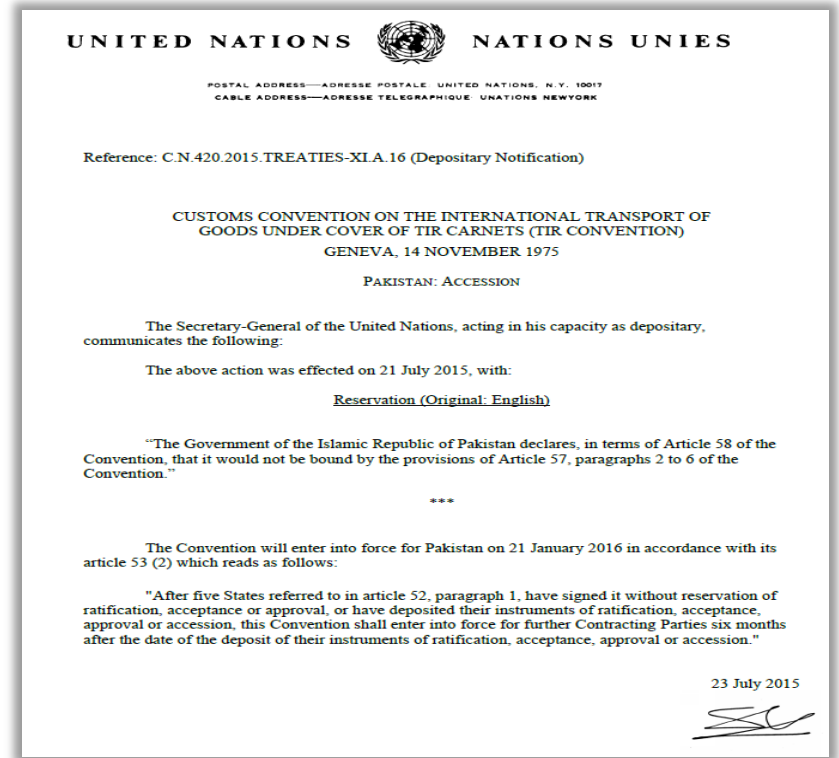 UNITED NATIONS NATIONS UNIES
POSTAL ADDRESS—ADRESSE POSTALE: UNITED NATIONS, N.Y. 10017
CABLE ADDRESS—ADRESSE TELEGRAPHIQUE: UNATIONS NEWYORK
Reference: C.N.420.2015.TREATIES-XI.A.16 (Depositary Notification)
CUSTOMS CONVENTION ON THE INTERNATIONAL TRANSPORT OF
GOODS UNDER COVER OF TIR CARNETS (TIR CONVENTION)
GENEVA, 14 NOVEMBER 1975
PAKISTAN: ACCESSION
The Secretary-General of the United Nations, acting in his capacity as depositary,
communicates the following:
The above action was effected on 21 July 2015, with:
Reservation (Original: English)
“The Government of the Islamic Republic of Pakistan declares, in terms of Article 58 of the
Convention, that it would not be bound by the provisions of Article 57, paragraphs 2 to 6 of the
Convention.”
***
The Convention will enter into force for Pakistan on 21 January 2016 in accordance with its
article 53 (2) which reads as follows:
"After five States referred to in article 52, paragraph 1, have signed it without reservation of
ratification, acceptance or approval, or have deposited their instruments of ratification, acceptance,
approval or accession, this Convention shall enter into force for further Contracting Parties six months
after the date of the deposit of their instruments of ratification, acceptance, approval or accession."
23 July 2015